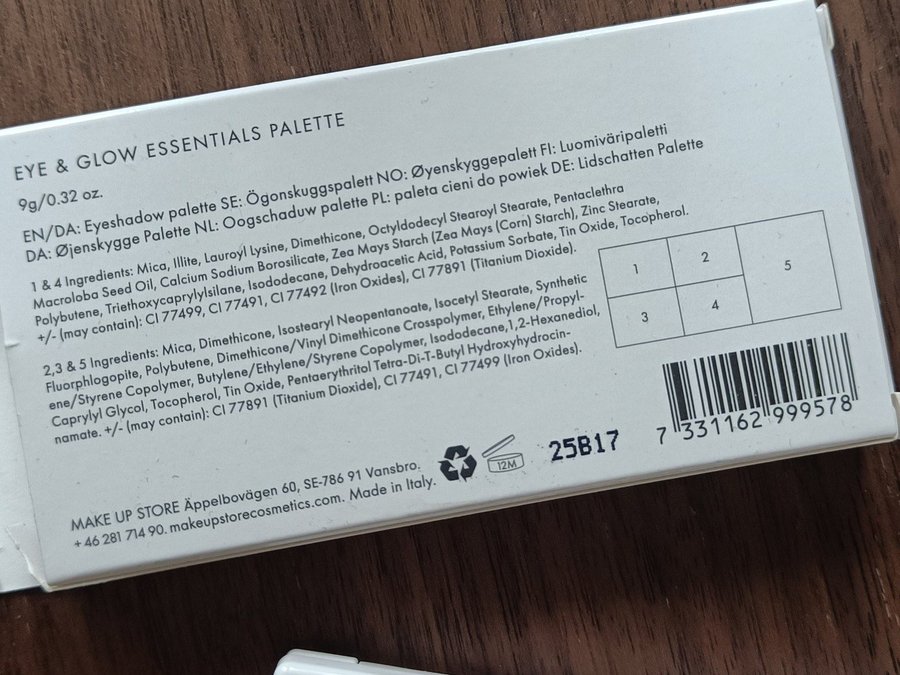 EYE & GLOW ESSENTIALS PALETTE
9g/0.32 oz.
EN/DA: Eyeshadow palette SE: Ögonskuggspalett NO: Øyenskyggepalett FI: Luomiväripaletti
DA: Øjenskygge Palette NL: Oogschaduw palette PL: paleta cieni do powiek DE: Lidschatten Palette
1 & 4 Ingredients: Mica, Illite, Lauroyl Lysine, Dimethicone, Octyldodecyl Stearoyl Stearate, Pentaclethra
Macroloba Seed Oil, Calcium Sodium Borosilicate, Zea Mays Starch (Zea Mays (Corn) Starch), Zinc Stearate,
Polybutene, Triethoxycaprylylsilane, Isododecane, Dehydroacetic Acid, Potassium Sorbate, Tin Oxide, Tocopherol.
+/- (may contain): CI 77499, CI 77491, CI 77492 (Iron Oxides), CI 77891 (Titanium Dioxide).
2,3 & 5 Ingredients: Mica, Dimethicone, Isostearyl Neopentanoate, Isocetyl Stearate, Synthetic
Fluorphlogopite, Polybutene, Dimethicone/Vinyl Dimethicone Crosspolymer, Ethylene/Propyl-
ene/Styrene Copolymer, Butylene/Ethylene/Styrene Copolymer, Isododecane,1,2-Hexanediol,
Caprylyl Glycol, Tocopherol, Tin Oxide, Pentaerythrityl Tetra-Di-T-Butyl Hydroxyhydrocin-
namate. +/- (may contain): CI 77891 (Titanium Dioxide), CI 77491, CI 77499 (Iron Oxides).
1 2 5
3 4
MAKE UP STORE Äppelbovägen 60, SE-786 91 Vansbro.
+46 281 714 90. makeupstorecosmetics.com. Made in Italy.
12M
25B17
7 331162 999578